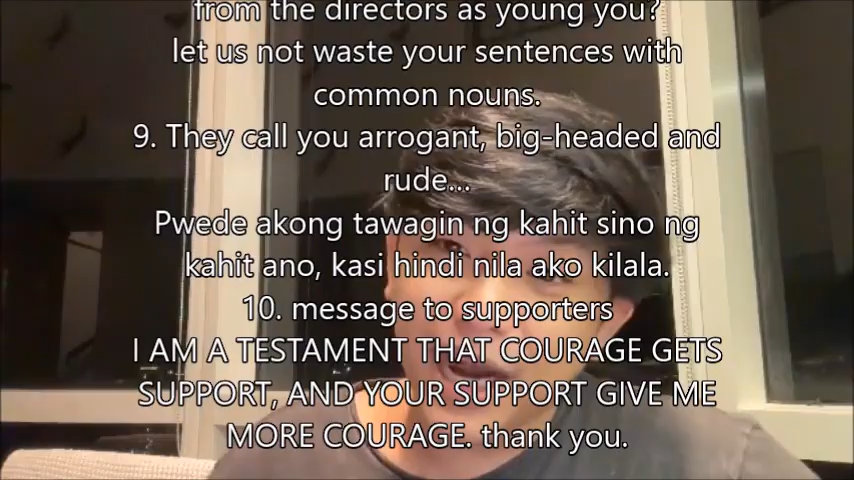 from the directors as young you?
let us not waste your sentences with
common nouns.
9. They call you arrogant, big-headed and
rude...
Pwede akong tawagin ng kahit sino ng
kahit ano, kasi hindi nila ako kilala.
10. message to supporters
I AM A TESTAMENT THAT COURAGE GETS
SUPPORT, AND YOUR SUPPORT GIVE ME
MORE COURAGE. thank you.